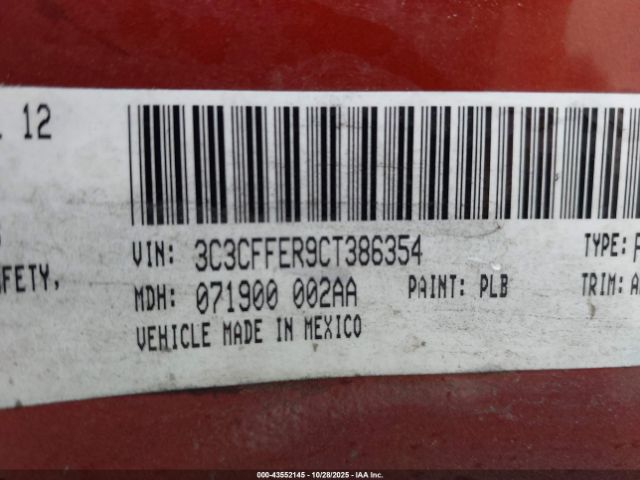 12
VIN: 3C3CFFER9CT386354 TYPE:
FETY,
MDH: 071900 002AA PAINT: PLB TRIM:A
VEHICLE MADE IN MEXICO
000-43552145 | 10/28/2025 | IAA Inc.